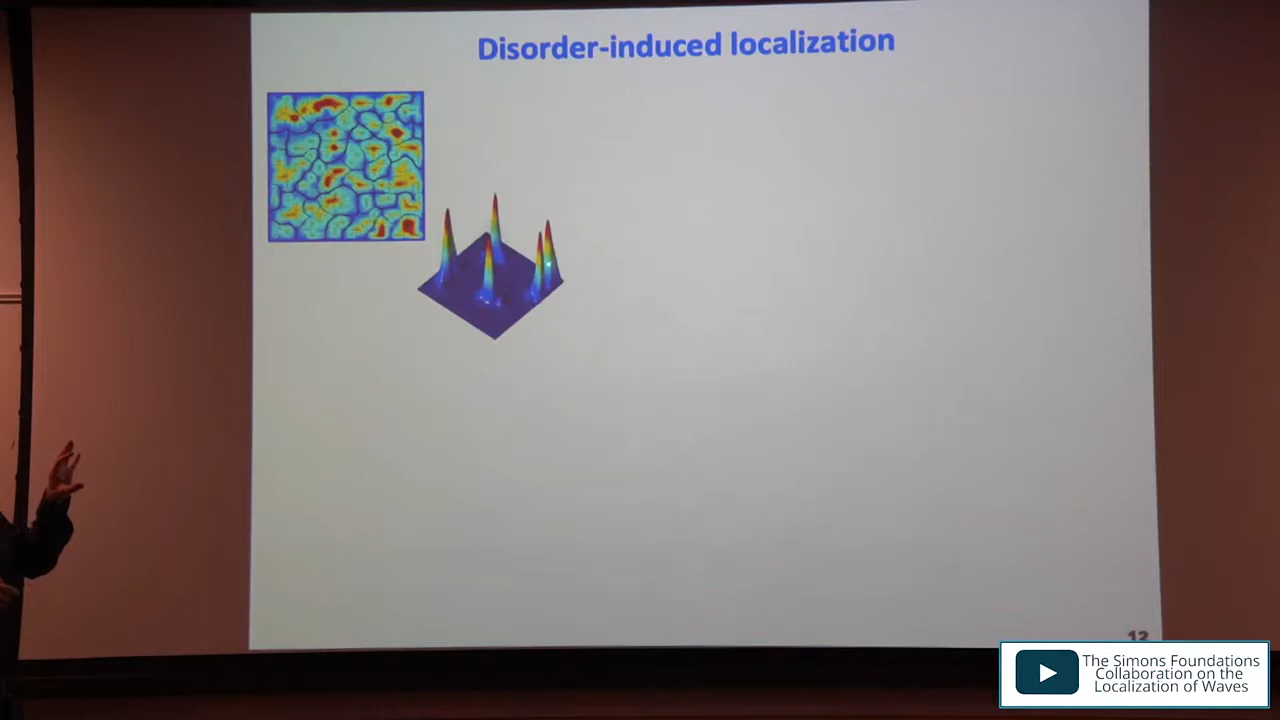 Disorder-induced localization
12
The Simons Foundations
Collaboration on the
Localization of Waves